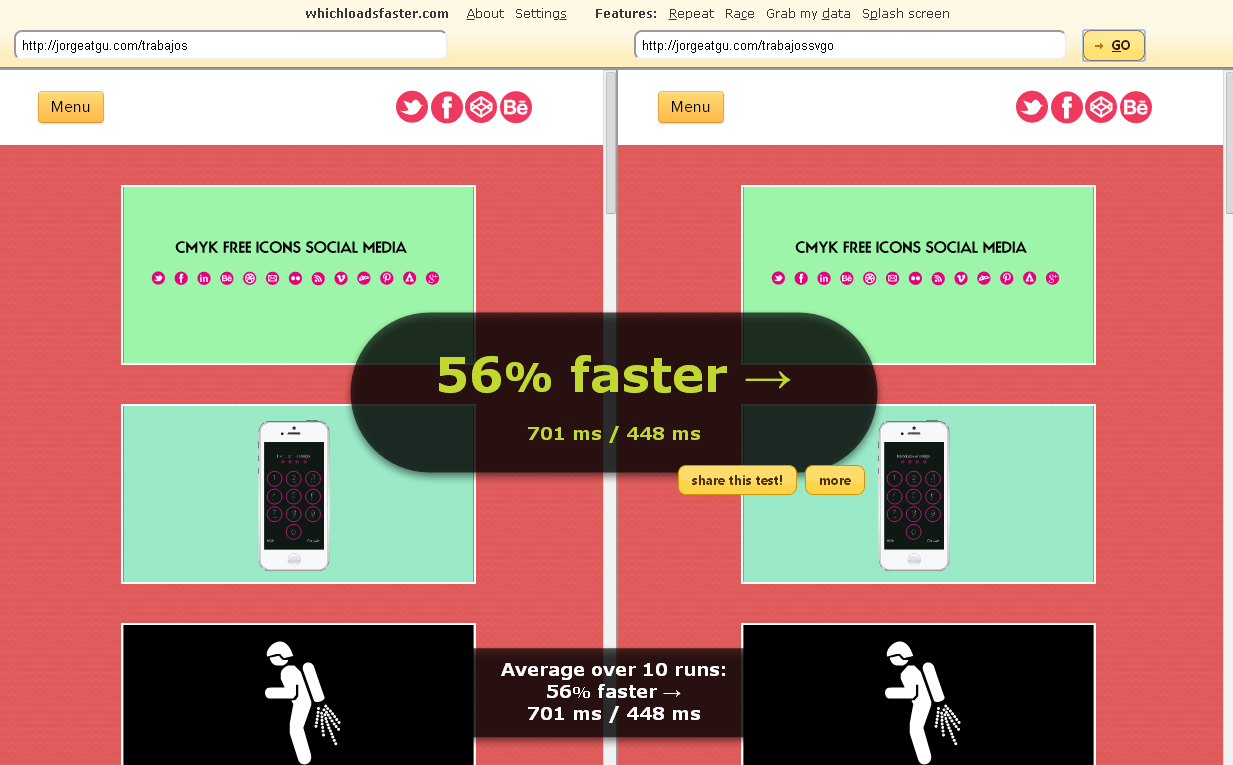 whichloadsfaster.com About Settings Features: Repeat Race Grab my data Splash screen
http://jorgeatgu.com/trabajos http://jorgeatgu.com/trabajossvgo → GO
Menu Bē Menu Bē
CMYK FREE ICONS SOCIAL MEDIA CMYK FREE ICONS SOCIAL MEDIA
56% faster →
701 ms / 448 ms
share this test! more
Average over 10 runs:
56% faster →
701 ms / 448 ms